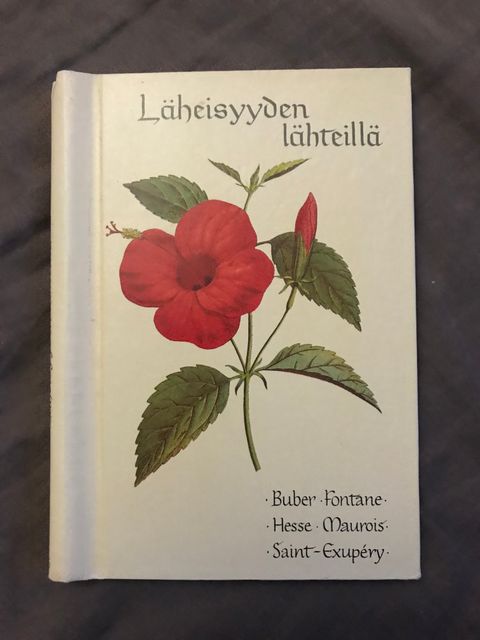 Läheisyyden
lähteillä
· Buber · Fontane ·
· Hesse · Maurois ·
· Saint-Exupéry ·